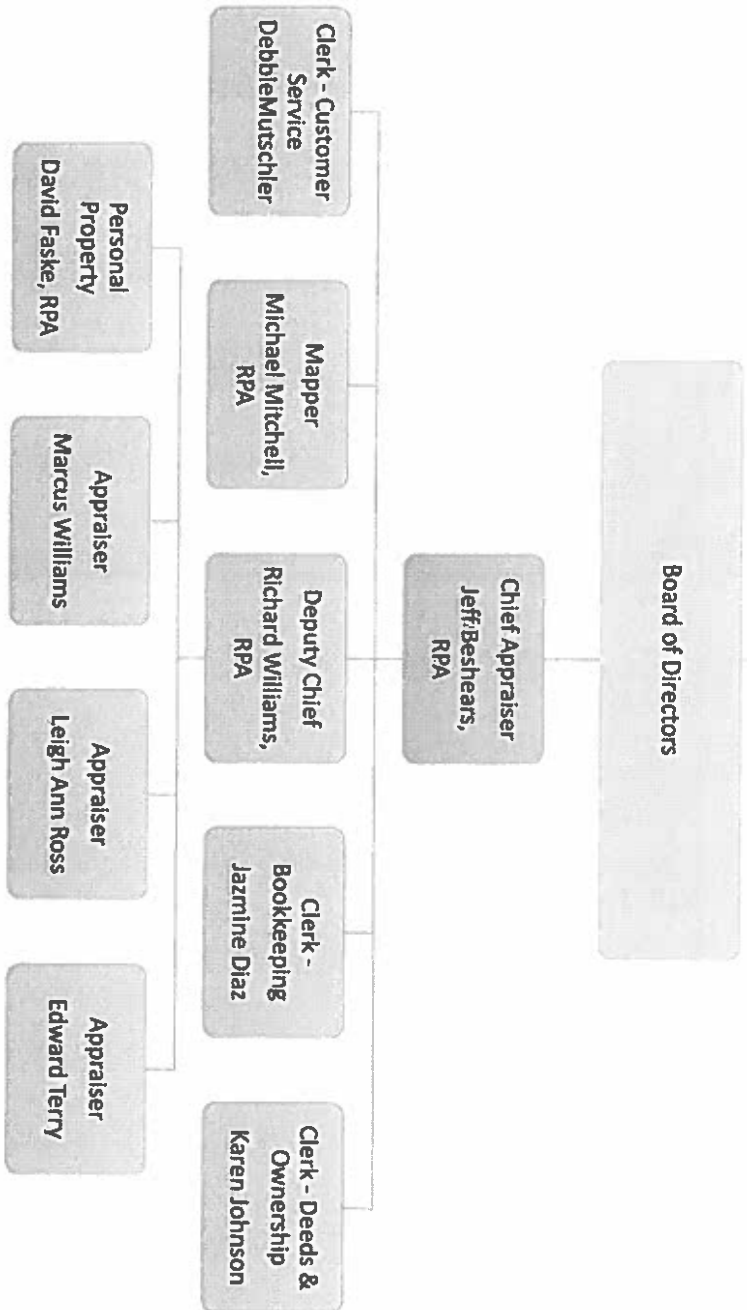 Board of Directors
Chief Appraiser
Jeff Beshears,
RPA
Clerk - Customer
Service
DebbieMutschler
Mapper
Michael Mitchell,
RPA
Deputy Chief
Richard Williams,
RPA
Clerk -
Bookkeeping
Jazmine Diaz
Clerk - Deeds &
Ownership
Karen Johnson
Personal
Property
David Faske, RPA
Appraiser
Marcus Williams
Appraiser
Leigh Ann Ross
Appraiser
Edward Terry